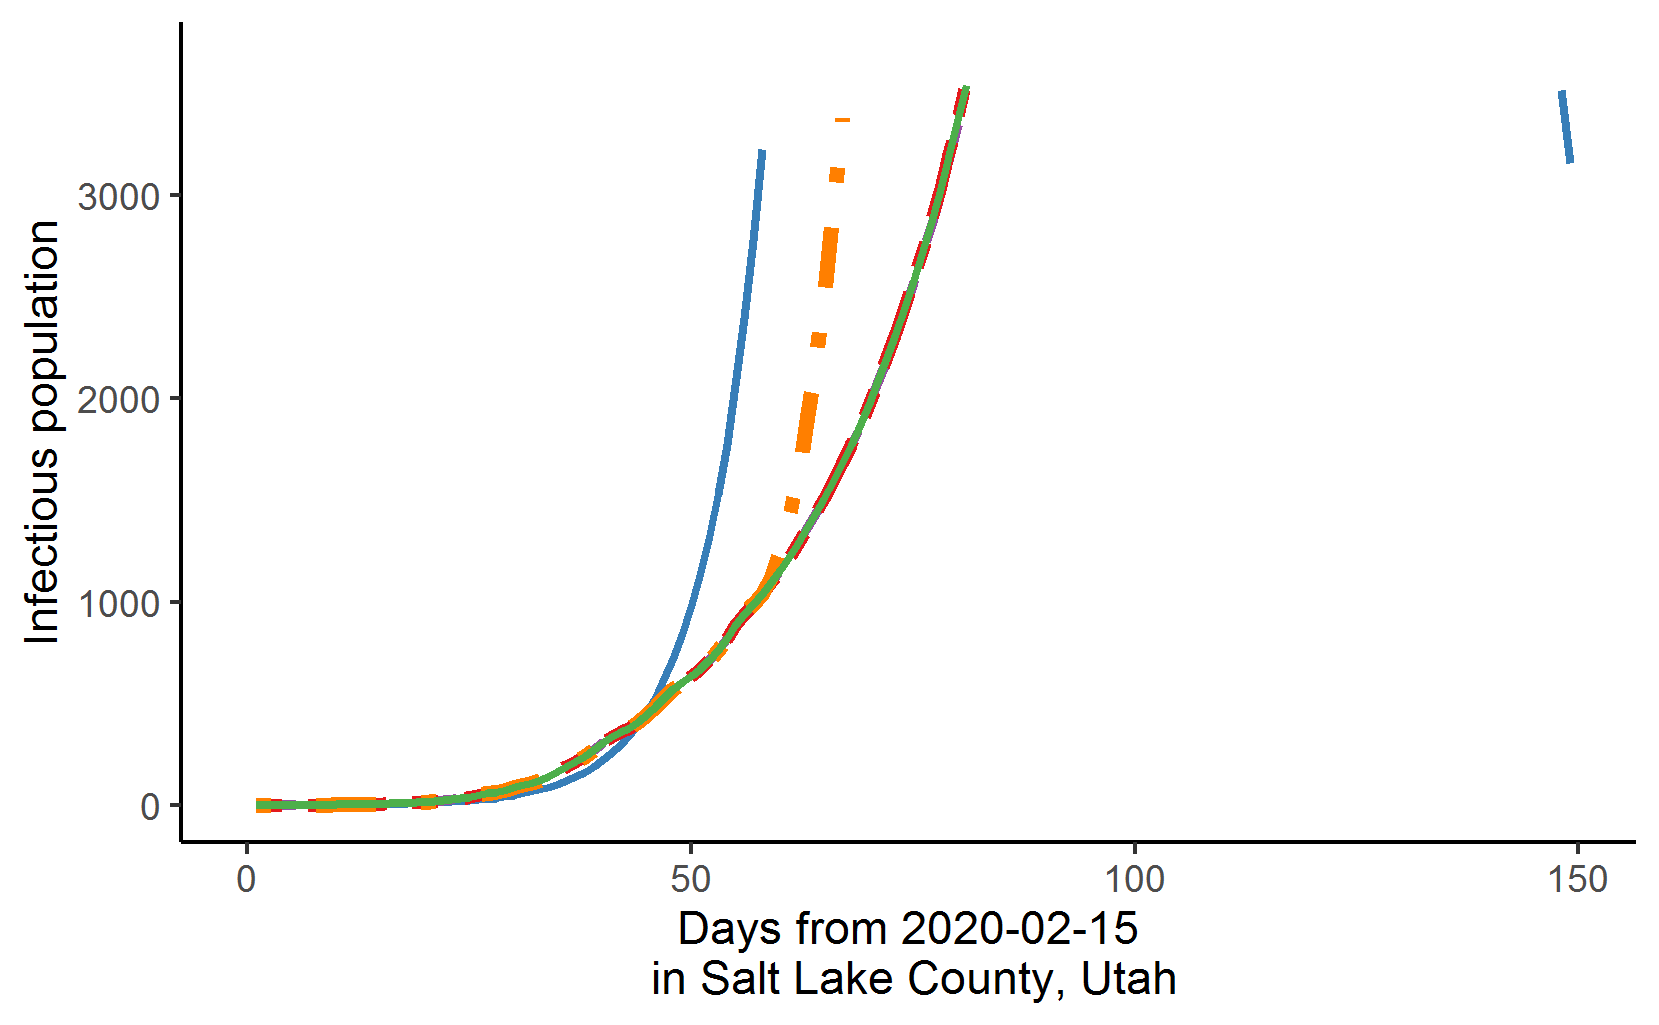 Infectious population
3000
2000
1000
0
0 50 100 150
Days from 2020-02-15
in Salt Lake County, Utah